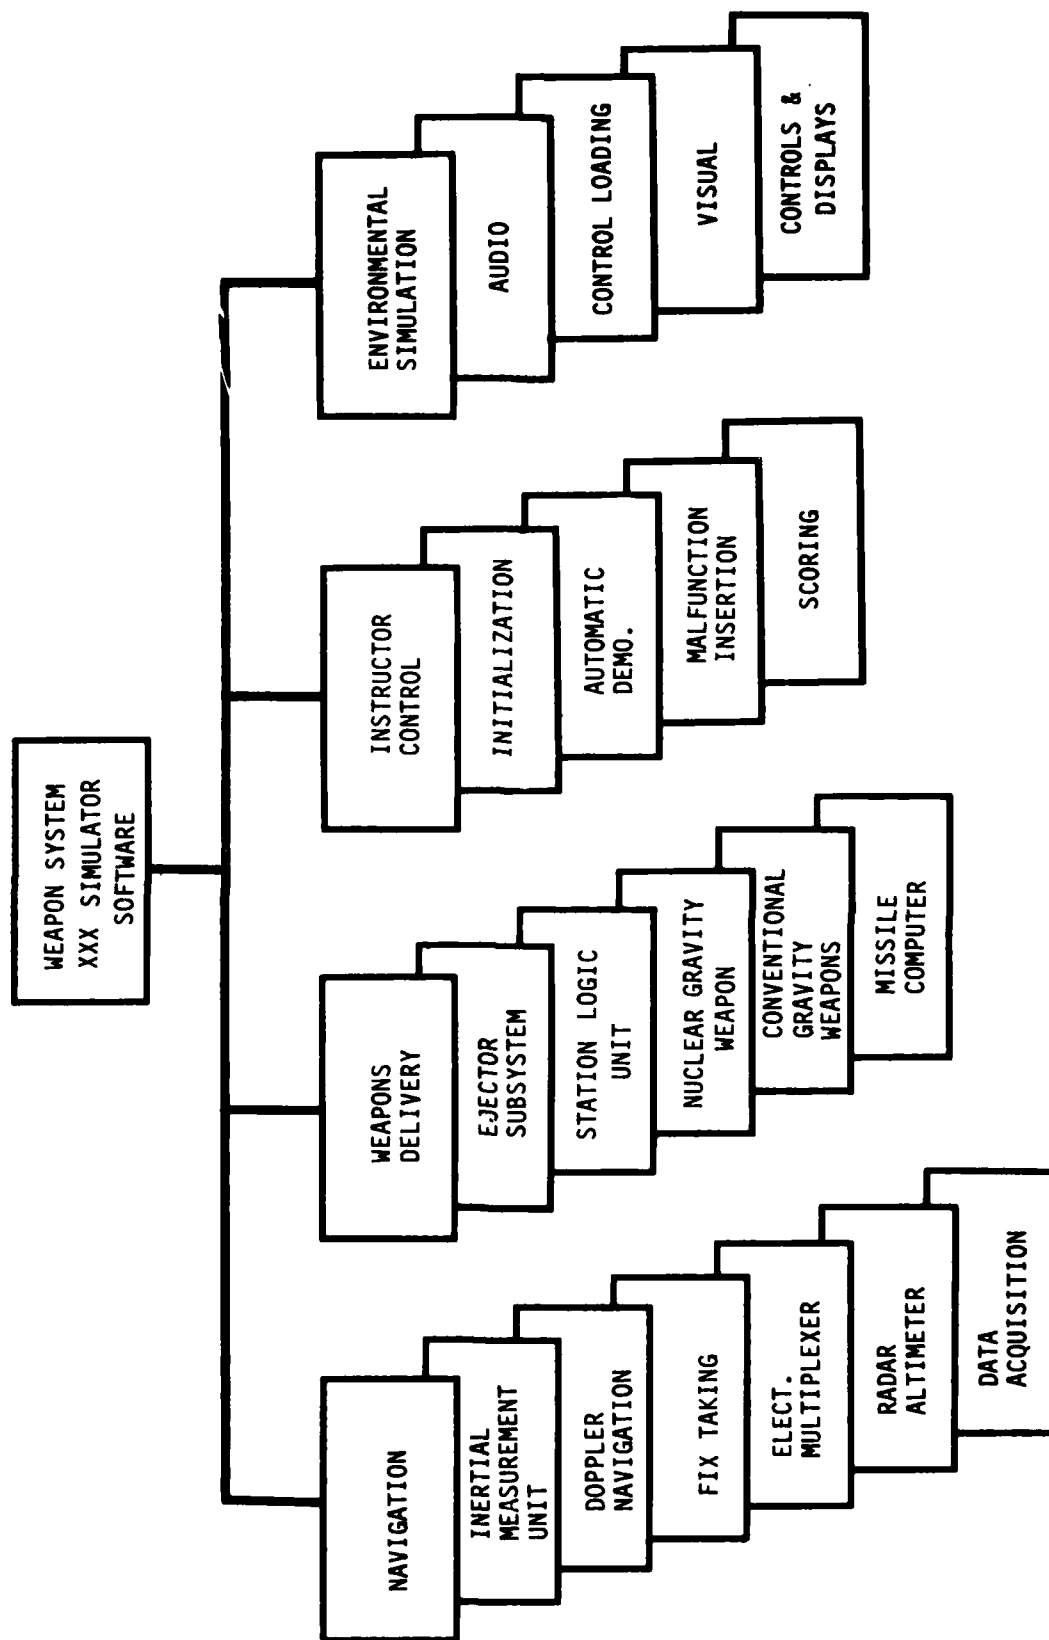 WEAPON SYSTEM
XXX SIMULATOR
SOFTWARE
NAVIGATION
INERTIAL
MEASUREMENT
UNIT
DOPPLER
NAVIGATION
FIX TAKING
ELECT.
MULTIPLEXER
RADAR
ALTIMETER
DATA
ACQUISITION
WEAPONS
DELIVERY
EJECTOR
SUBSYSTEM
STATION LOGIC
UNIT
NUCLEAR GRAVITY
WEAPON
CONVENTIONAL
GRAVITY
WEAPONS
MISSILE
COMPUTER
INSTRUCTOR
CONTROL
INITIALIZATION
AUTOMATIC
DEMO.
MALFUNCTION
INSERTION
SCORING
ENVIRONMENTAL
SIMULATION
AUDIO
CONTROL LOADING
VISUAL
CONTROLS &
DISPLAYS